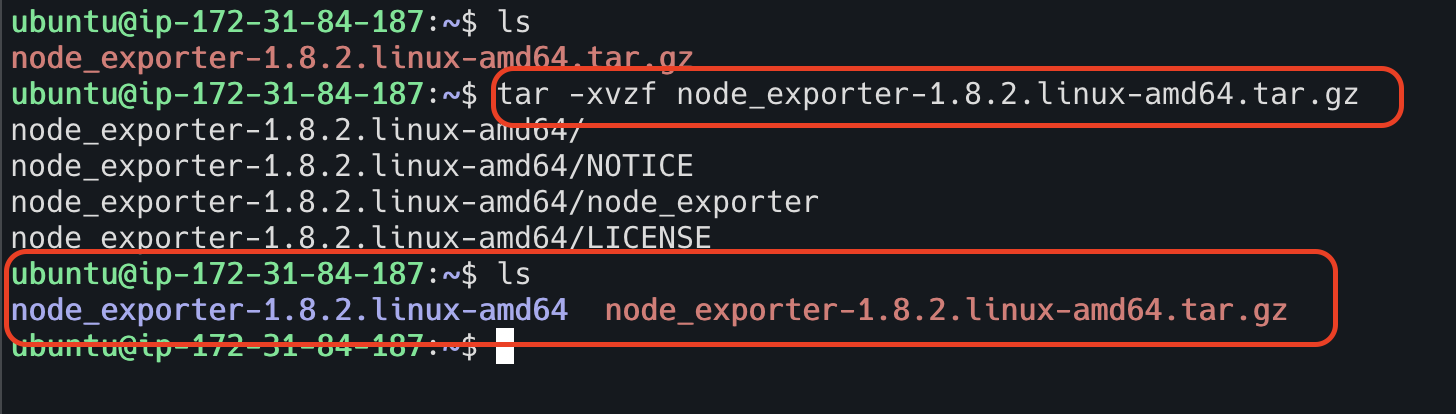 ubuntu@ip-172-31-84-187:~$ ls
node_exporter-1.8.2.linux-amd64.tar.gz
ubuntu@ip-172-31-84-187:~$ tar -xvzf node_exporter-1.8.2.linux-amd64.tar.gz
node_exporter-1.8.2.linux-amd64/
node_exporter-1.8.2.linux-amd64/NOTICE
node_exporter-1.8.2.linux-amd64/node_exporter
node_exporter-1.8.2.linux-amd64/LICENSE
ubuntu@ip-172-31-84-187:~$ ls
node_exporter-1.8.2.linux-amd64  node_exporter-1.8.2.linux-amd64.tar.gz
ubuntu@ip-172-31-84-187:~$